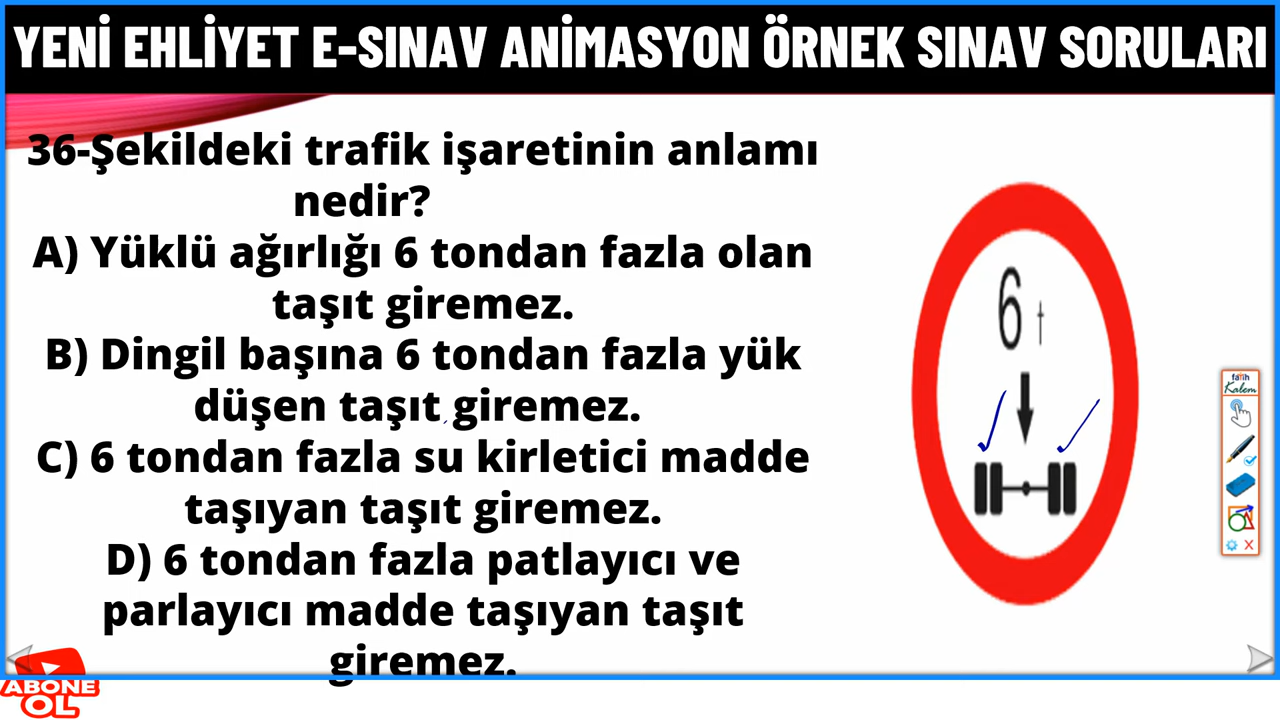 YENİ EHLİYET E-SINAV ANİMASYON ÖRNEK SINAV SORULARI
36-Şekildeki trafik işaretinin anlamı
nedir?
A) Yüklü ağırlığı 6 tondan fazla olan
taşıt giremez.
B) Dingil başına 6 tondan fazla yük
düşen taşıt giremez.
C) 6 tondan fazla su kirletici madde
taşıyan taşıt giremez.
D) 6 tondan fazla patlayıcı ve
parlayıcı madde taşıyan taşıt
giremez.
6 t
fatih
Kalem
ABONE
OL